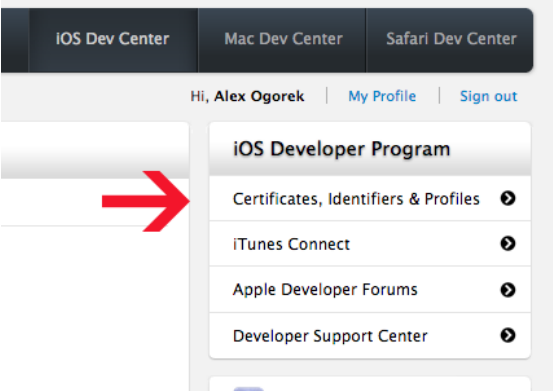 iOS Dev Center Mac Dev Center Safari Dev Center
Hi, Alex Ogorek | My Profile | Sign out
iOS Developer Program
Certificates, Identifiers & Profiles
iTunes Connect
Apple Developer Forums
Developer Support Center